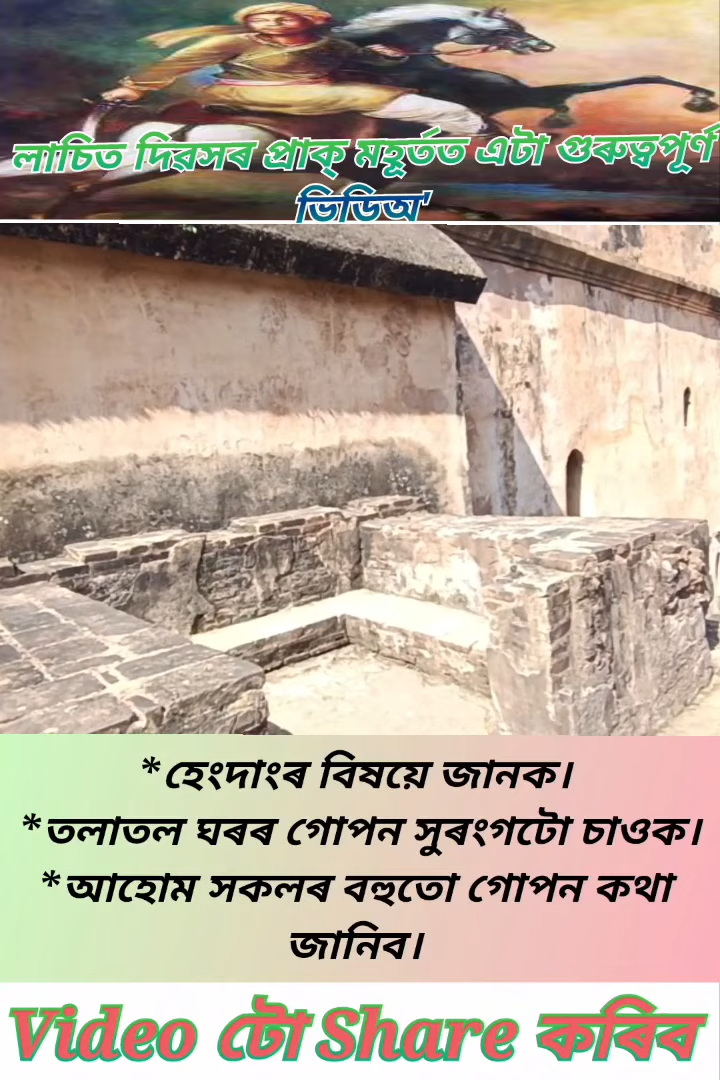 লাচিত দিৱসৰ প্ৰাক্ মহূৰ্তত এটা গুৰুত্বপূৰ্ণ
ভিডিঅ'
*হেংদাংৰ বিষয়ে জানক।
*তলাতল ঘৰৰ গোপন সুৰংগটো চাওক।
*আহোম সকলৰ বহুতো গোপন কথা
জানিব।
Video টো Share কৰিব